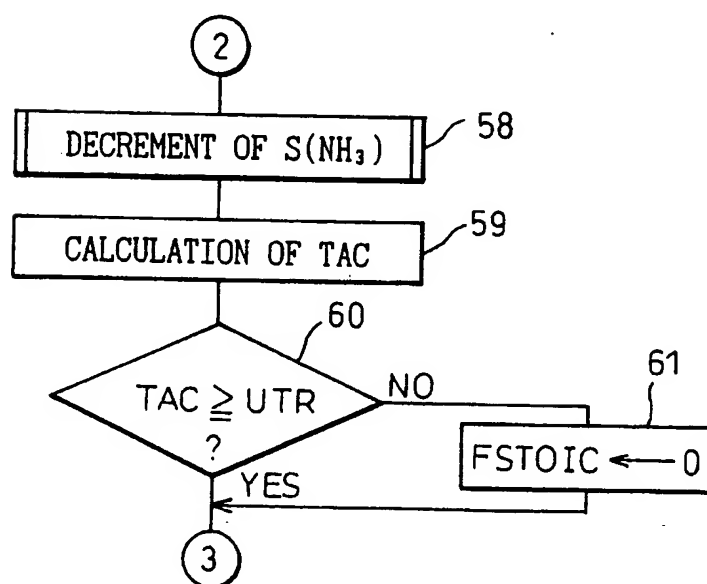 2
DECREMENT OF S(NH₃)
58
CALCULATION OF TAC
59
60
TAC ≧ UTR
?
NO
61
FSTOIC ← 0
YES
3